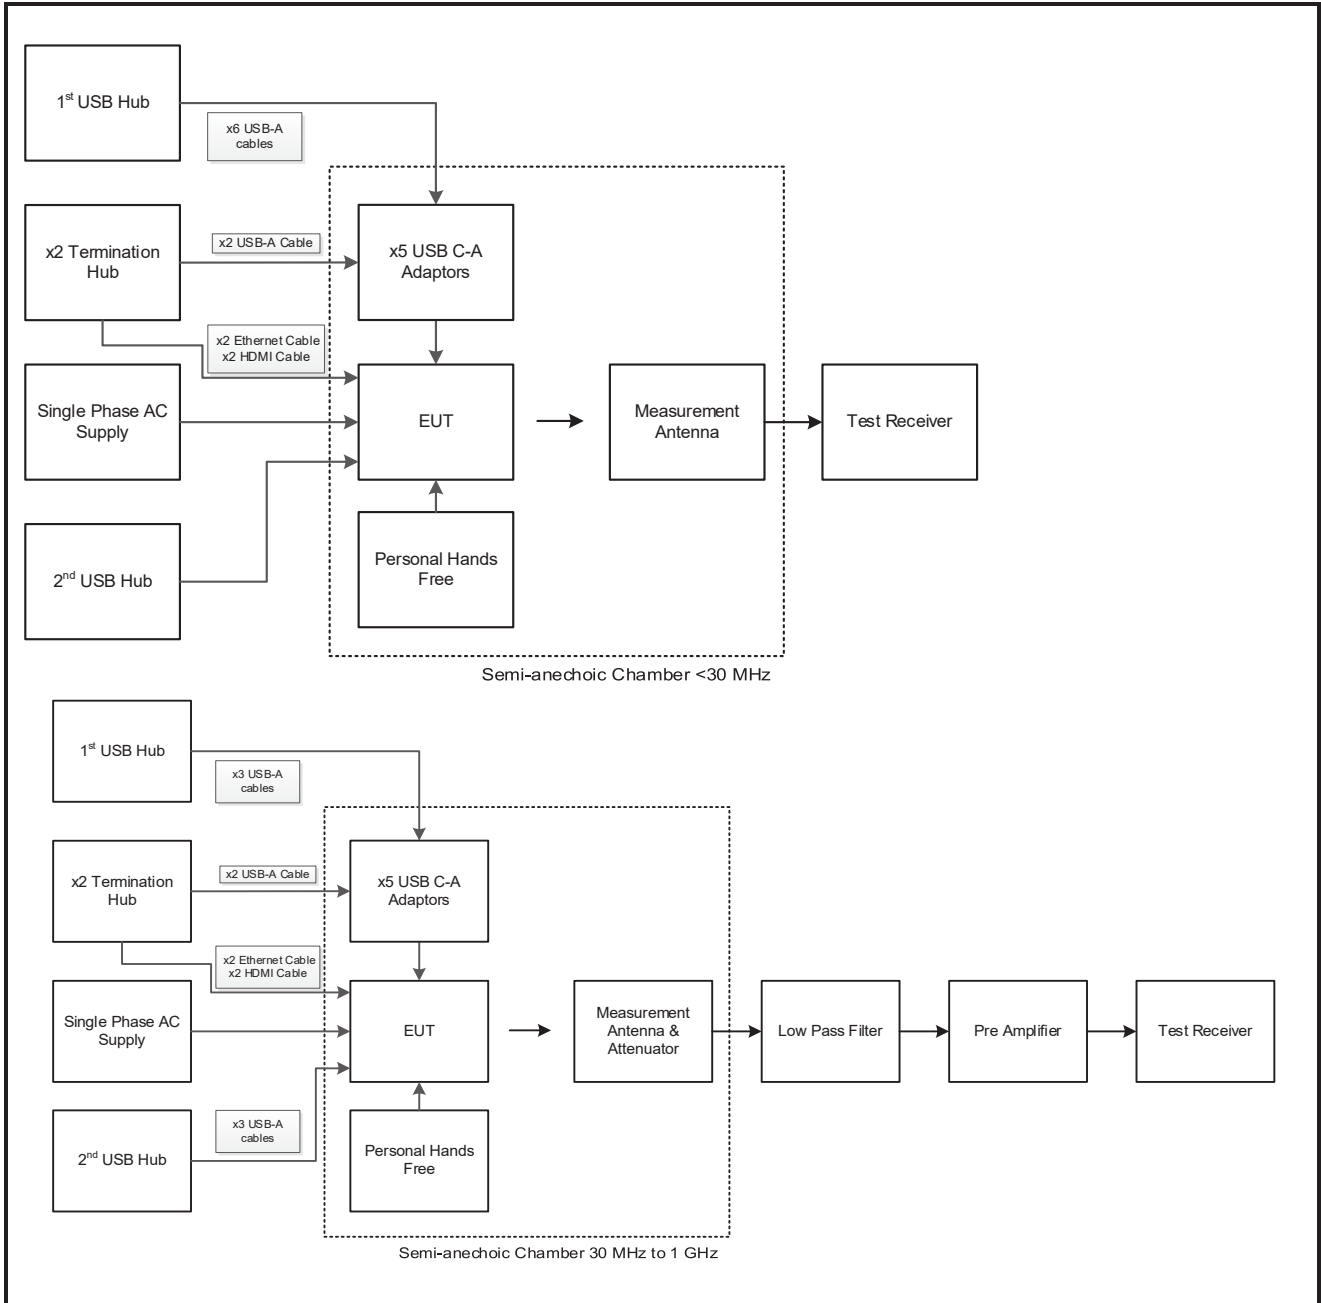 1st USB Hub
x6 USB-A
cables
x2 Termination
Hub
x2 USB-A Cable
x5 USB C-A
Adaptors
x2 Ethernet Cable
x2 HDMI Cable
Single Phase AC
Supply
EUT
Measurement
Antenna
Test Receiver
2nd USB Hub
Personal Hands
Free
Semi-anechoic Chamber <30 MHz
1st USB Hub
x3 USB-A
cables
x2 Termination
Hub
x2 USB-A Cable
x5 USB C-A
Adaptors
x2 Ethernet Cable
x2 HDMI Cable
Single Phase AC
Supply
EUT
Measurement
Antenna &
Attenuator
Low Pass Filter
Pre Amplifier
Test Receiver
x3 USB-A
cables
2nd USB Hub
Personal Hands
Free
Semi-anechoic Chamber 30 MHz to 1 GHz